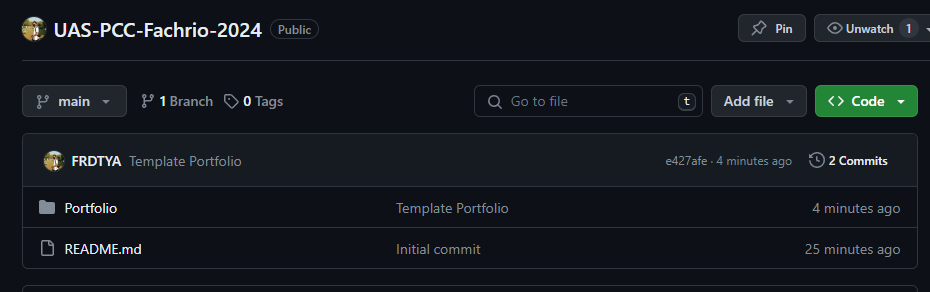 UAS-PCC-Fachrio-2024 Public Pin Unwatch 1
main 1 Branch 0 Tags Go to file t Add file Code
FRDTYA Template Portfolio e427afe · 4 minutes ago 2 Commits
Portfolio Template Portfolio 4 minutes ago
README.md Initial commit 25 minutes ago